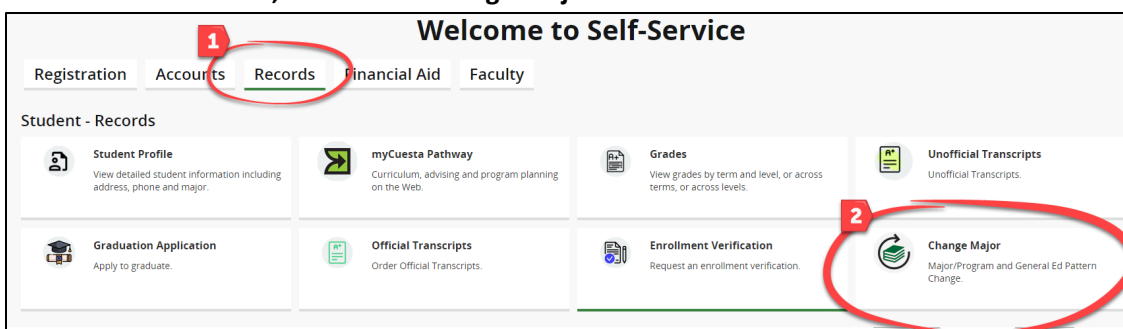 Welcome to Self-Service
1
Registration Accounts Records Financial Aid Faculty
Student - Records
Student Profile
View detailed student information including
address, phone and major.
myCuesta Pathway
Curriculum, advising and program planning
on the Web.
Grades
View grades by term and level, or across
terms, or across levels.
Unofficial Transcripts
Unofficial Transcripts.
2
Graduation Application
Apply to graduate.
Official Transcripts
Order Official Transcripts.
Enrollment Verification
Request an enrollment verification.
Change Major
Major/Program and General Ed Pattern
Change.